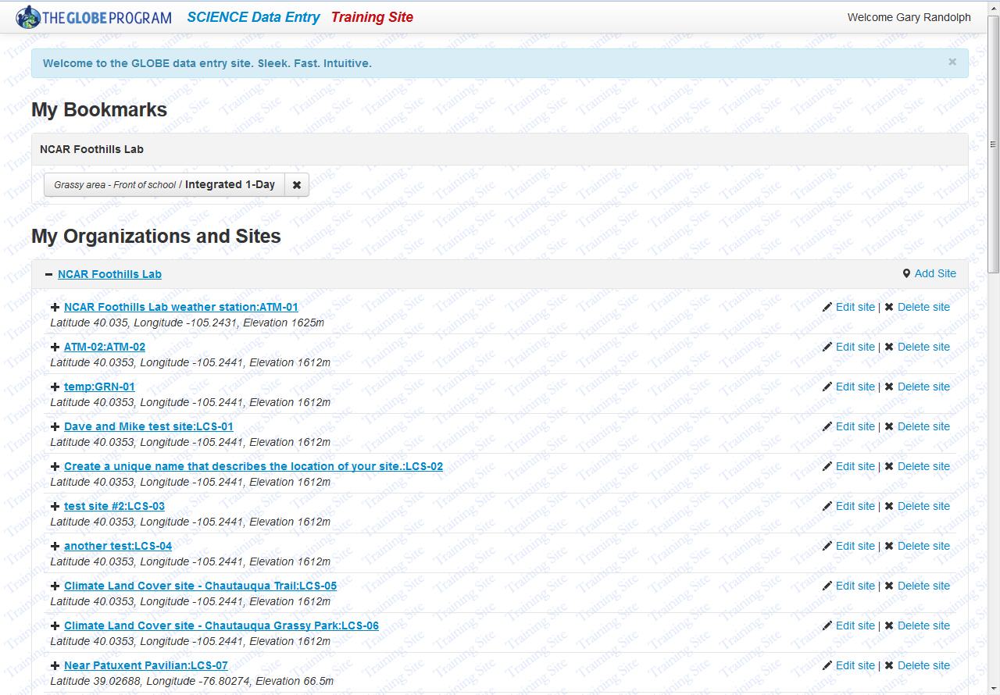 THE GLOBE PROGRAM SCIENCE Data Entry Training Site Welcome Gary Randolph
Welcome to the GLOBE data entry site. Sleek. Fast. Intuitive. ×
My Bookmarks
NCAR Foothills Lab
Grassy area - Front of school / Integrated 1-Day
My Organizations and Sites
NCAR Foothills Lab Add Site
NCAR Foothills Lab weather station:ATM-01 Edit site | Delete site
Latitude 40.035, Longitude -105.2431, Elevation 1625m
ATM-02:ATM-02 Edit site | Delete site
Latitude 40.0353, Longitude -105.2441, Elevation 1612m
temp:GRN-01 Edit site | Delete site
Latitude 40.0353, Longitude -105.2441, Elevation 1612m
Dave and Mike test site:LCS-01 Edit site | Delete site
Latitude 40.0353, Longitude -105.2441, Elevation 1612m
Create a unique name that describes the location of your site.:LCS-02 Edit site | Delete site
Latitude 40.0353, Longitude -105.2441, Elevation 1612m
test site #2:LCS-03 Edit site | Delete site
Latitude 40.0353, Longitude -105.2441, Elevation 1612m
another test:LCS-04 Edit site | Delete site
Latitude 40.0353, Longitude -105.2441, Elevation 1612m
Climate Land Cover site - Chautauqua Trail:LCS-05 Edit site | Delete site
Latitude 40.0353, Longitude -105.2441, Elevation 1612m
Climate Land Cover site - Chautauqua Grassy Park:LCS-06 Edit site | Delete site
Latitude 40.0353, Longitude -105.2441, Elevation 1612m
Near Patuxent Pavilian:LCS-07 Edit site | Delete site
Latitude 39.02688, Longitude -76.80274, Elevation 66.5m